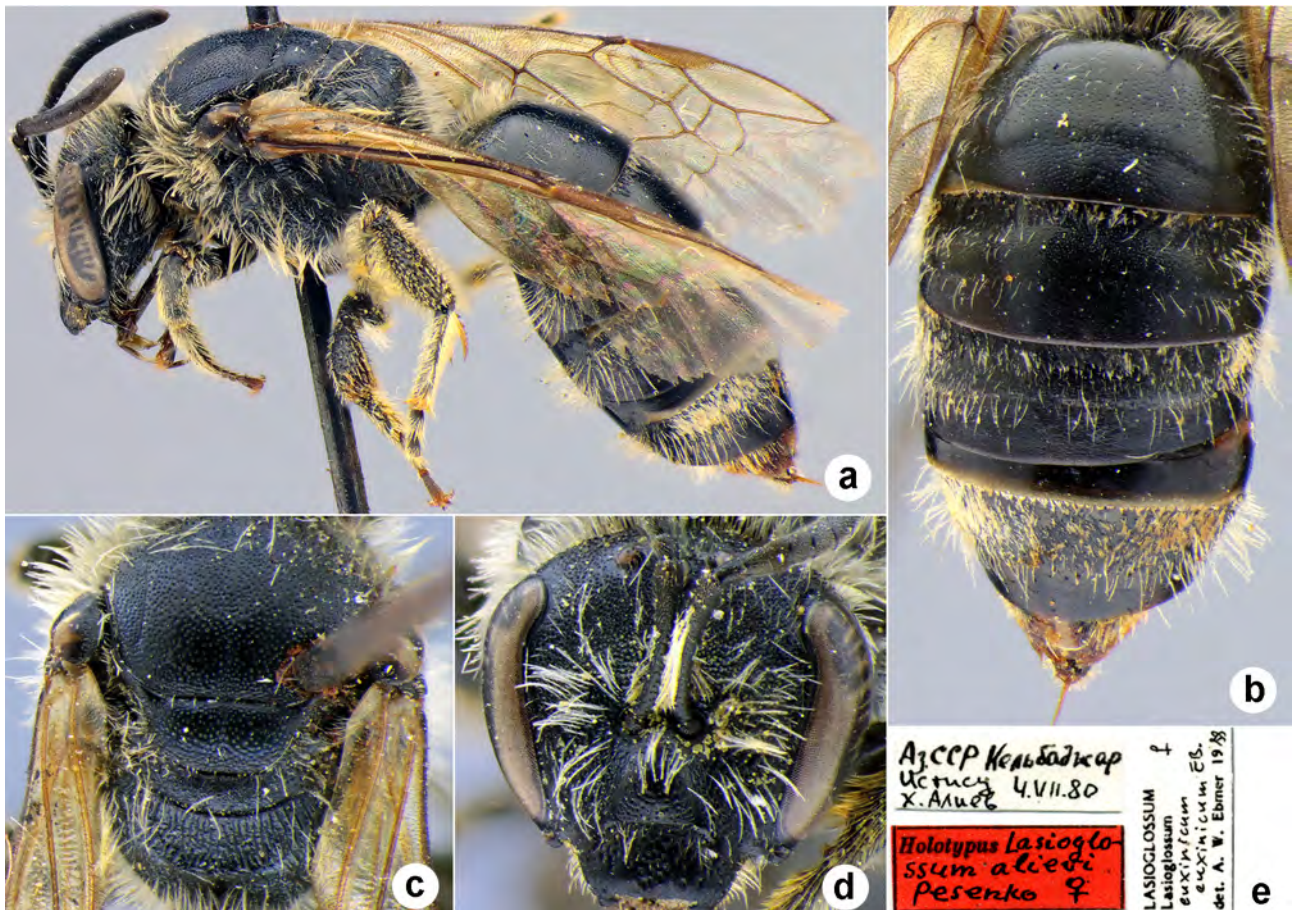 a
b
c
d
АзССР Кельбаджар
Истису 4.VII.80
Х. Алиев
Holotypus Lasioglo-
ssum alievi
Pesenko ♀
LASIOGLOSSUM ♀
Lasioglossum
euxinicum
euxinicum EB.
det. A. W. Ebmer 19
e